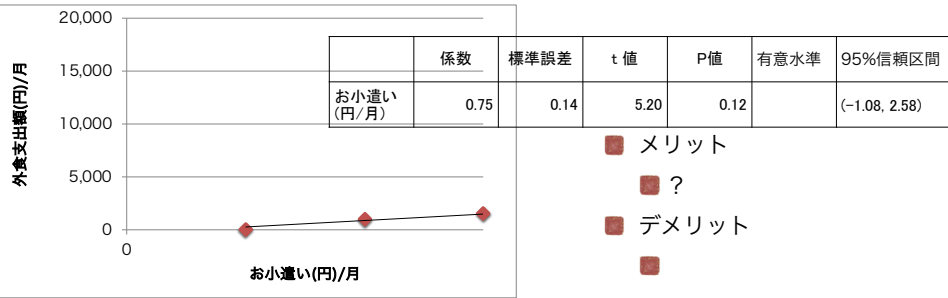 20,000
15,000
10,000
5,000
0
0
外食支出額(円)/月
お小遣い(円)/月
係数 標準誤差 t 値 P値 有意水準 95%信頼区間
お小遣い
(円/月) 0.75 0.14 5.20 0.12 (−1.08, 2.58)
メリット
？
デメリット